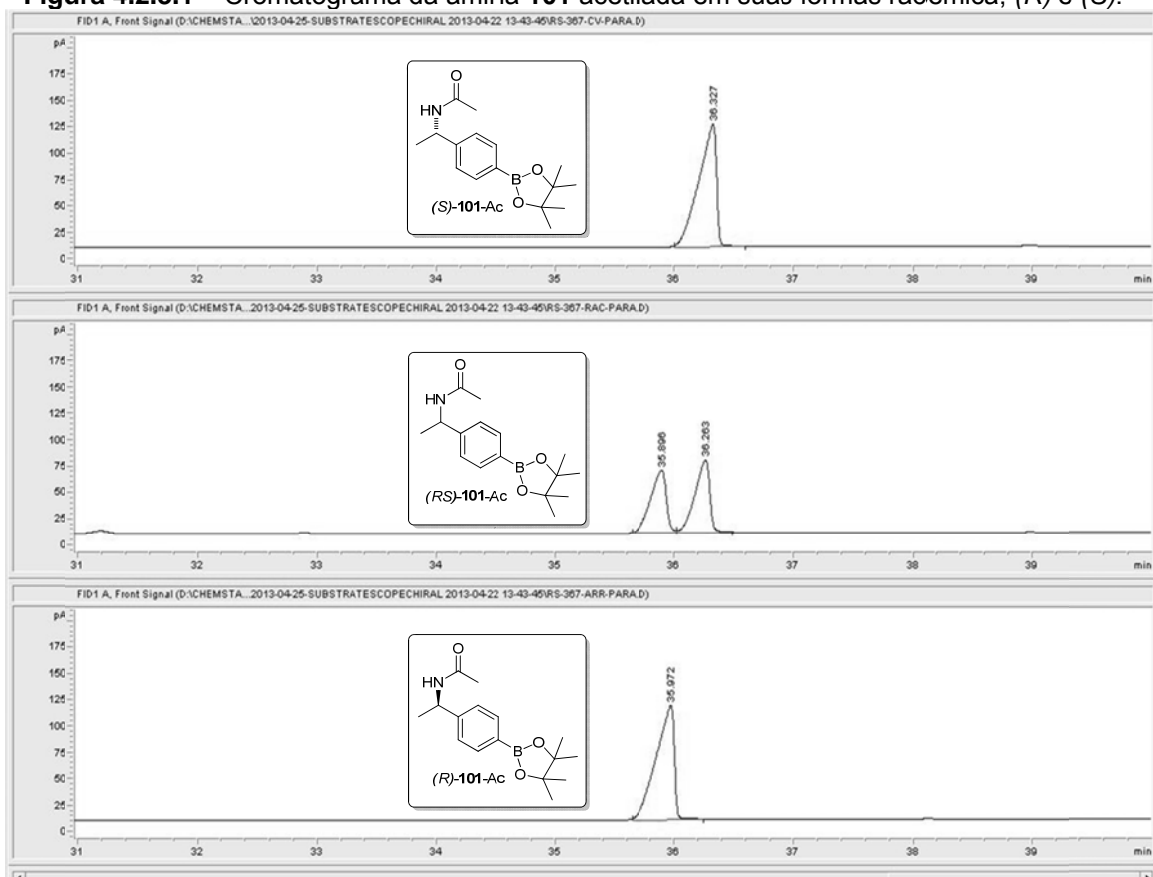 Figura 4.2.3.1 – Cromatograma da amina 101 acetilada em suas formas racêmica, (R) e (S).
FID1 A, Front Signal (D:\CHEMSTA...\2013-04-25-SUBSTRATESCOPECHIRAL 2013-04-22 13-43-45\RS-367-CV-PARA.D)
pA
175
150
125
100
75
50
25
0
36.327
O
HN
B
O
O
(S)-101-Ac
31 32 33 34 35 36 37 38 39 min
FID1 A, Front Signal (D:\CHEMSTA...2013-04-25-SUBSTRATESCOPECHIRAL 2013-04-22 13-43-45\RS-367-RAC-PARA.D)
pA
175
150
125
100
75
50
25
0
35.896
36.263
O
HN
B
O
O
(RS)-101-Ac
31 32 33 34 35 36 37 38 39 min
FID1 A, Front Signal (D:\CHEMSTA...2013-04-25-SUBSTRATESCOPECHIRAL 2013-04-22 13-43-45\RS-367-ARR-PARA.D)
pA
175
150
125
100
75
50
25
0
35.972
O
HN
B
O
O
(R)-101-Ac
31 32 33 34 35 36 37 38 39 min